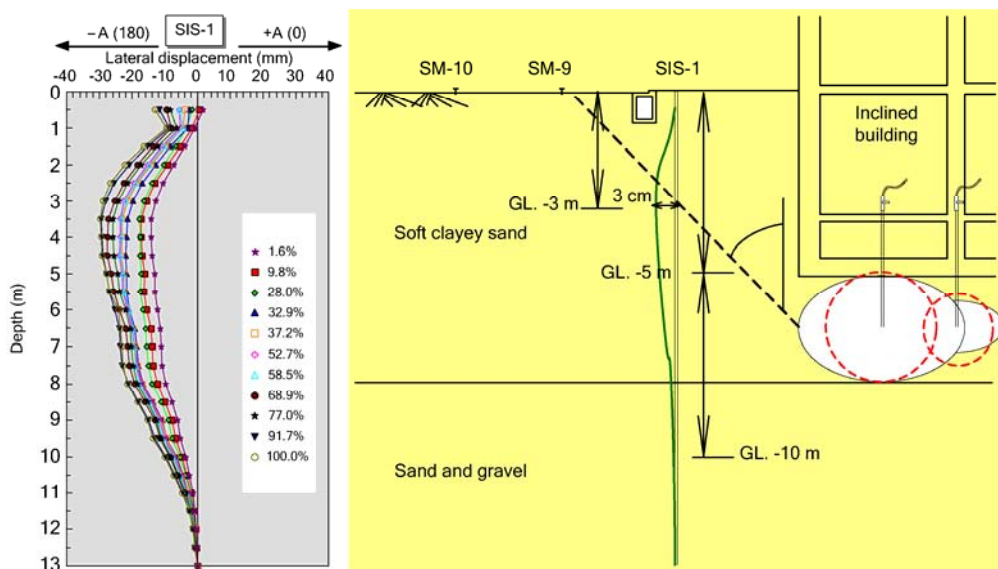 −A (180) SIS-1 +A (0)
Lateral displacement (mm)
-40 -30 -20 -10 0 10 20 30 40
0
1
2
3
4
5
6
7
8
9
10
11
12
13
Depth (m)
1.6%
9.8%
28.0%
32.9%
37.2%
52.7%
58.5%
68.9%
77.0%
91.7%
100.0%
SM-10 SM-9 SIS-1
Inclined
building
3 cm
GL. -3 m
Soft clayey sand
GL. -5 m
GL. -10 m
Sand and gravel